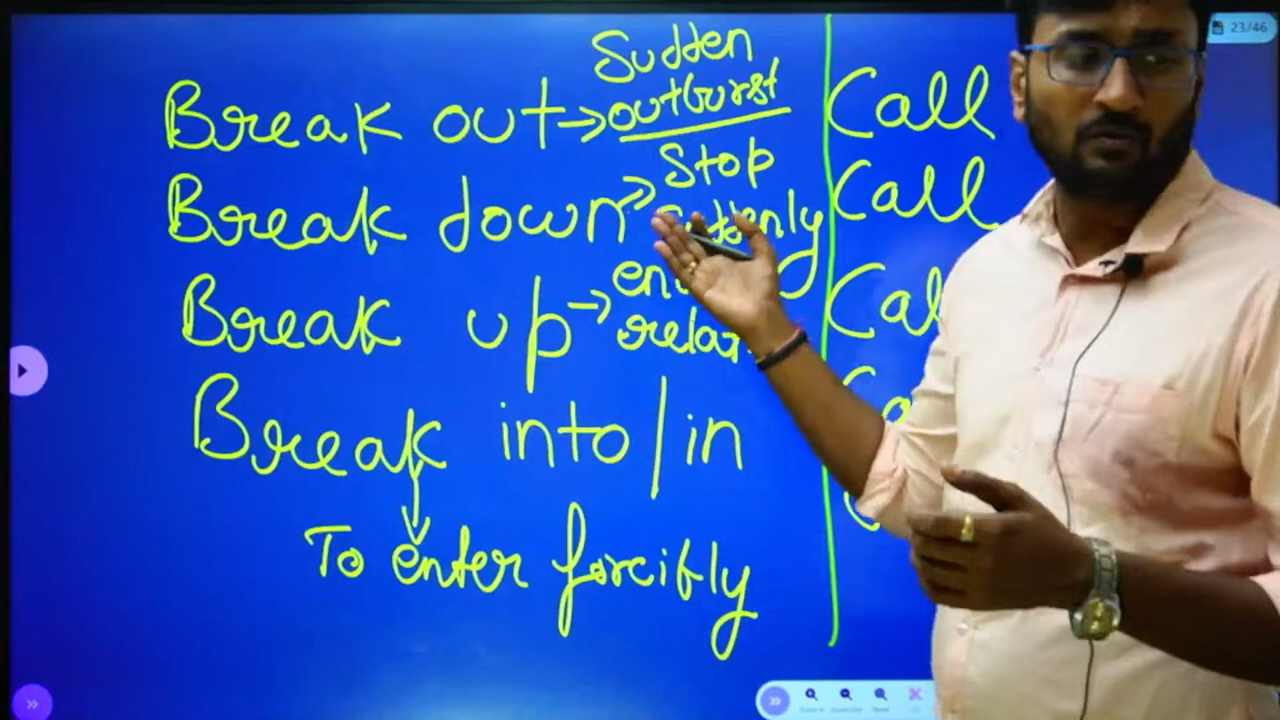 Sudden
Break out → outburst
Call
Stop
Break down →
Call
Break up →
Break into/in
To enter forcibly
23/46